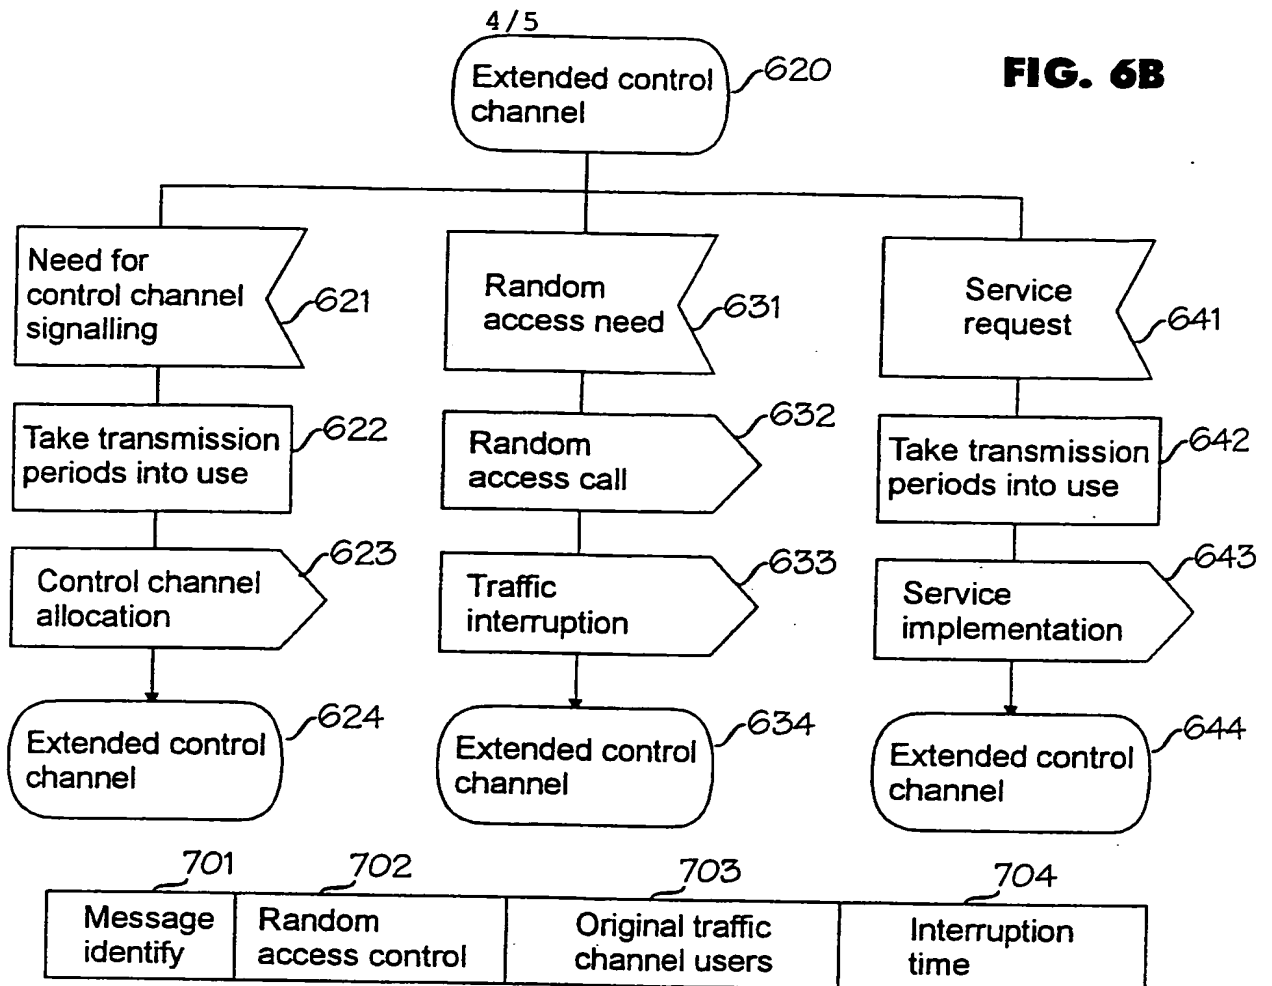 4/5
FIG. 6B
Extended control
channel
620
Need for
control channel
signalling
621
Random
access need
631
Service
request
641
Take transmission
periods into use
622
Random
access call
632
Take transmission
periods into use
642
Control channel
allocation
623
Traffic
interruption
633
Service
implementation
643
Extended control
channel
624
Extended control
channel
634
Extended control
channel
644
701
702
703
704
Message
identify
Random
access control
Original traffic
channel users
Interruption
time